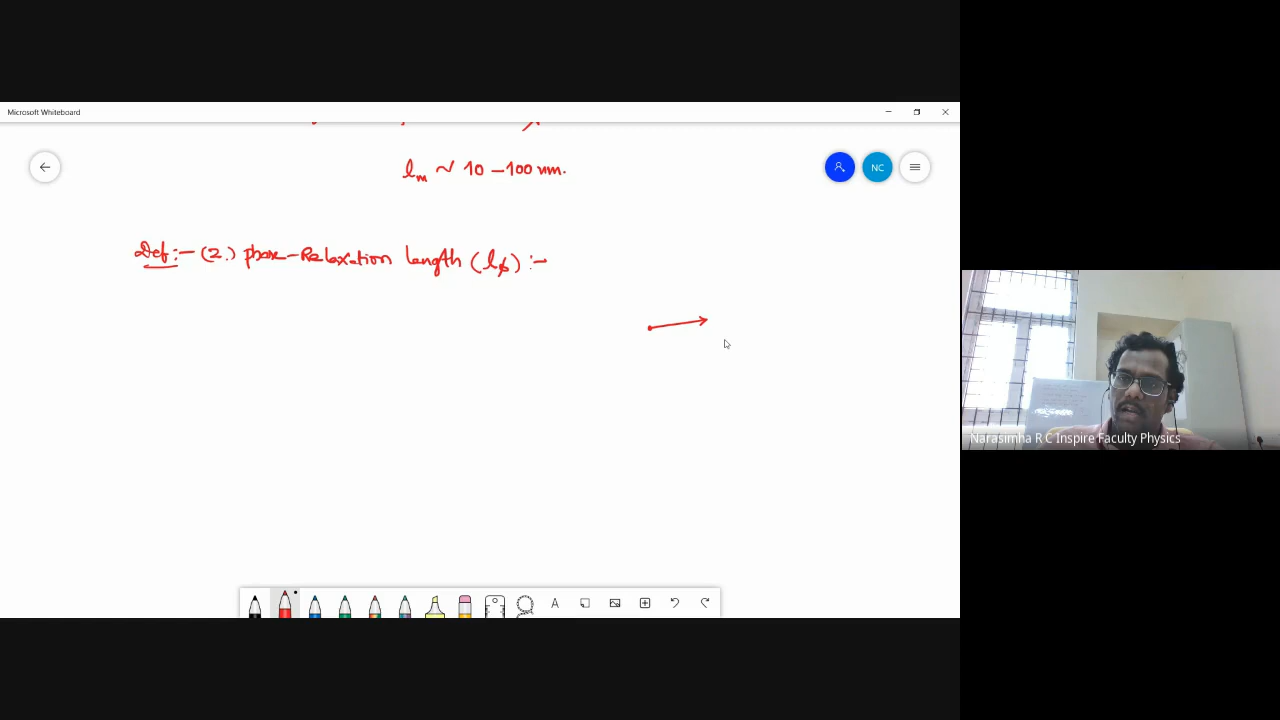 Microsoft Whiteboard
lm ~ 10 – 100 nm.
NC
Def:- (2.) phase-Relaxation length (lϕ) :-
Narasimha R C Inspire Faculty Physics